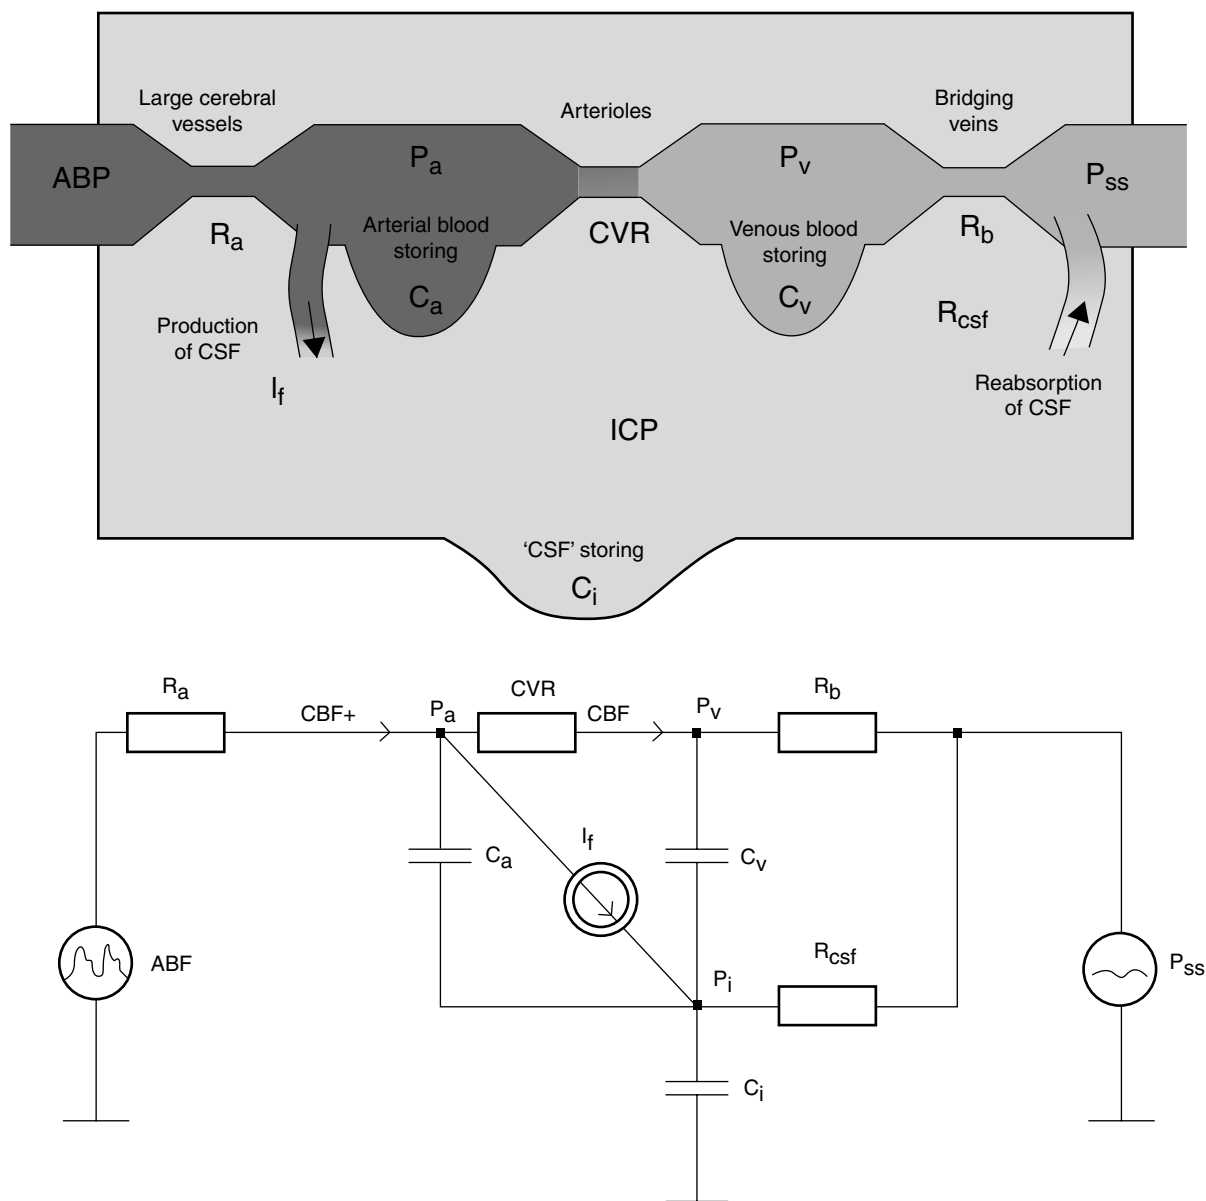 Large cerebral
vessels
Arterioles
Bridging
veins
ABP
Pa
Pv
Pss
Ra
Arterial blood
storing
CVR
Venous blood
storing
Rb
Ca
Cv
Rcsf
Production
of CSF
If
Reabsorption
of CSF
ICP
‘CSF’ storing
Ci
Ra
CBF+
Pa
CVR
CBF
Pv
Rb
If
Ca
Cv
ABF
Pi
Rcsf
Pss
Ci